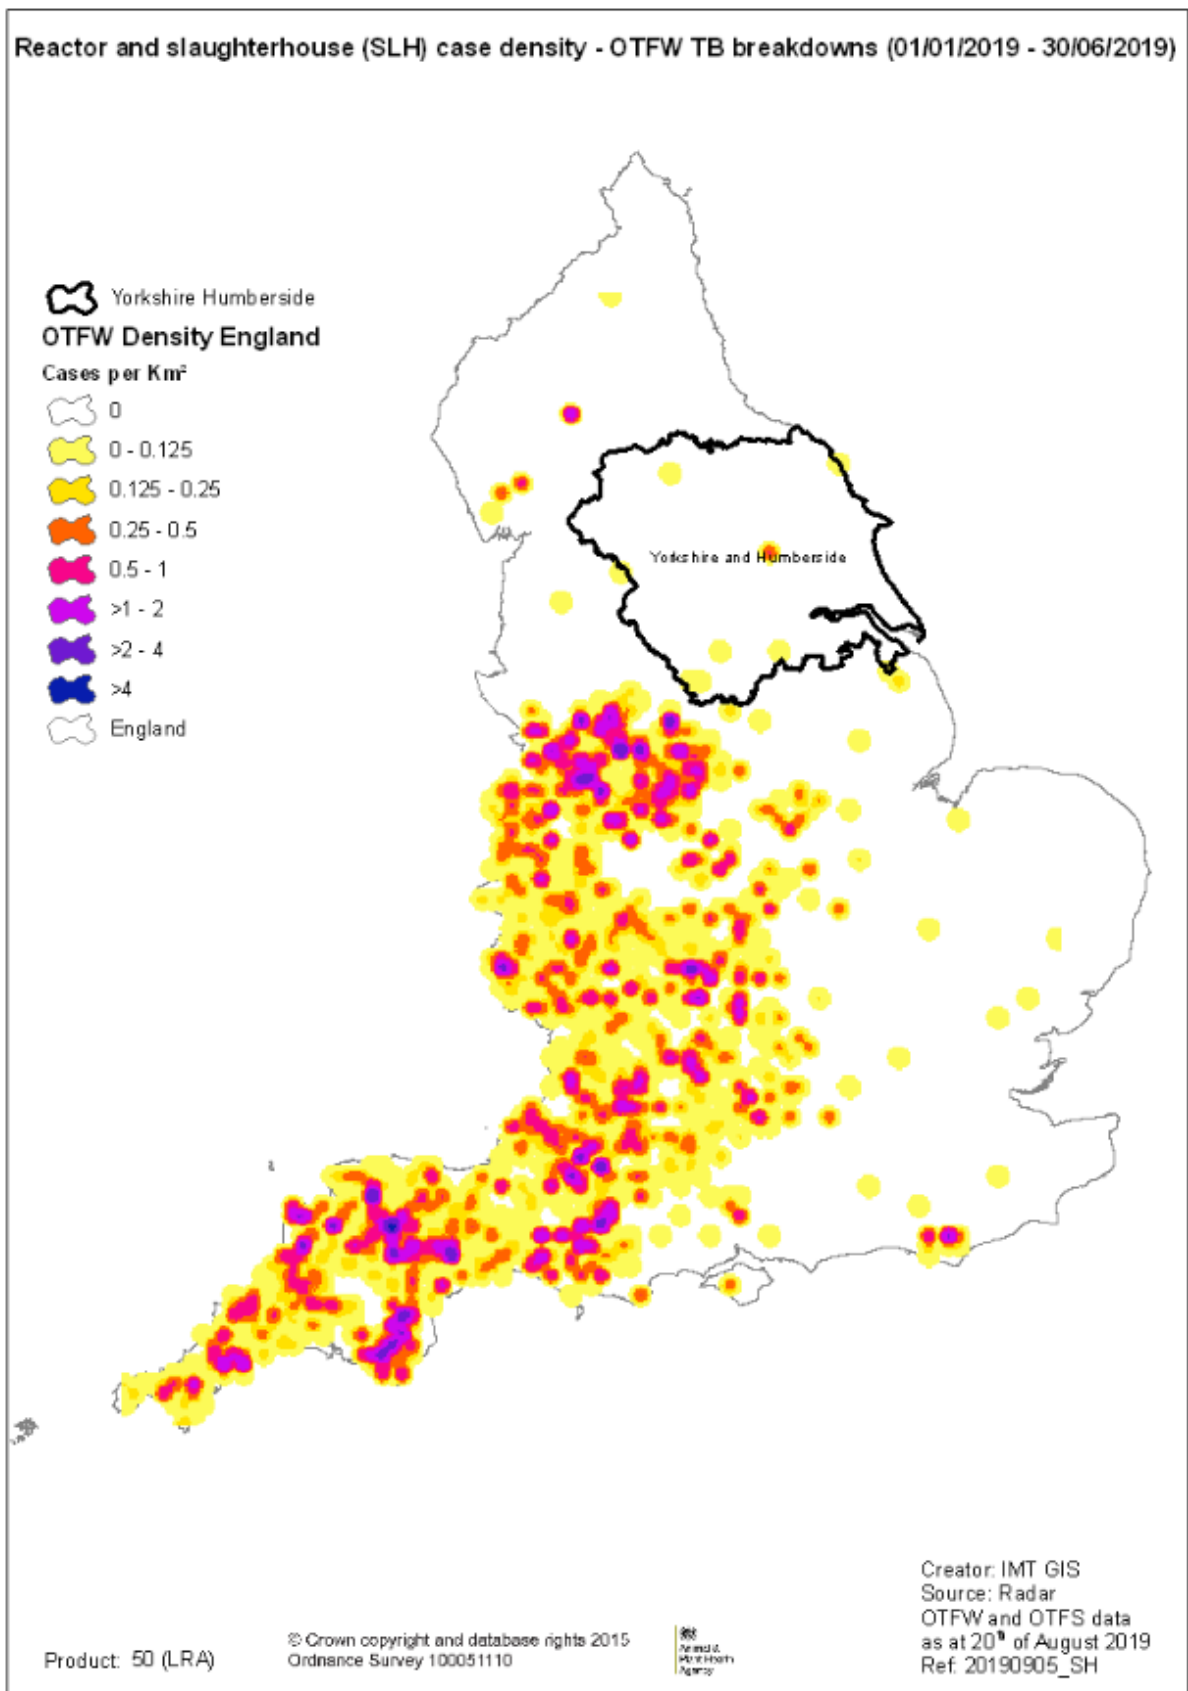 Reactor and slaughterhouse (SLH) case density - OTFW TB breakdowns (01/01/2019 - 30/06/2019)
Yorkshire Humberside
OTFW Density England
Cases per Km²
0
0 - 0.125
0.125 - 0.25
0.25 - 0.5
0.5 - 1
>1 - 2
>2 - 4
>4
England
Yorkshire and Humberside
Product: 50 (LRA)
© Crown copyright and database rights 2015
Ordnance Survey 100051110
Animal &
Plant Health
Agency
Creator: IMT GIS
Source: Radar
OTFW and OTFS data
as at 20th of August 2019
Ref: 20190905_SH